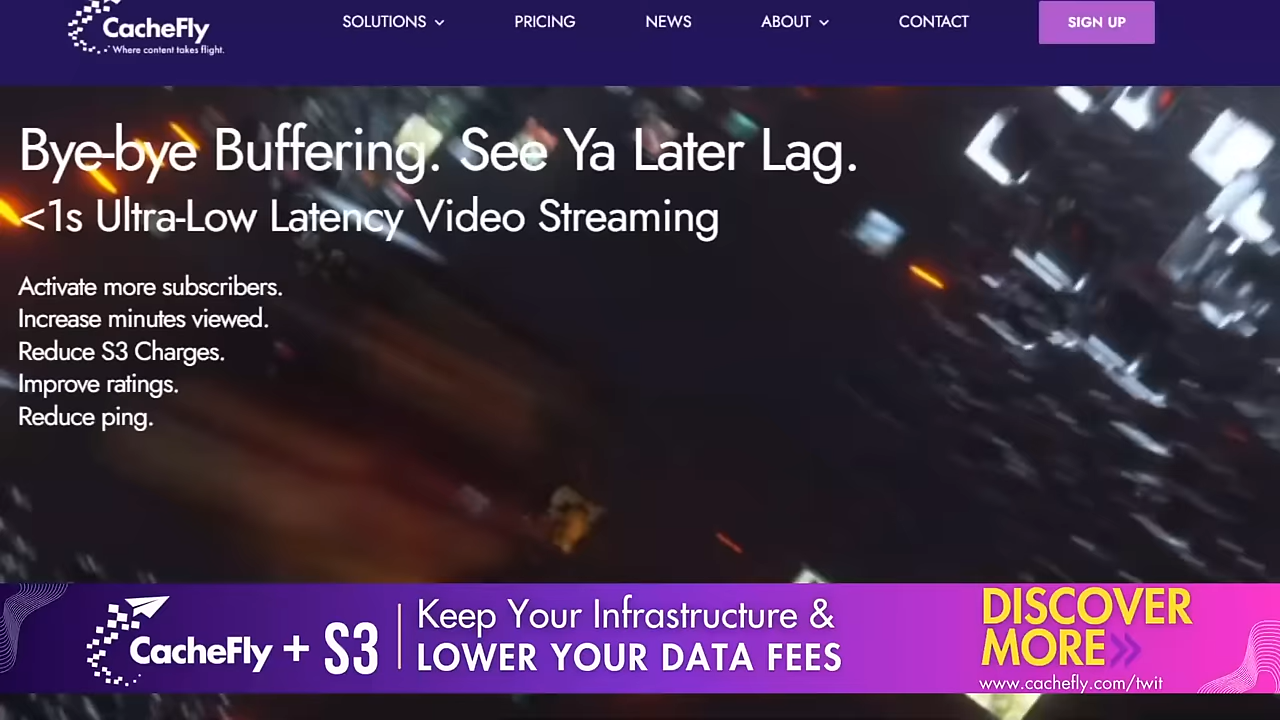 CacheFly
Where content takes flight.
SOLUTIONS
PRICING
NEWS
ABOUT
CONTACT
SIGN UP
Bye-bye Buffering. See Ya Later Lag.
<1s Ultra-Low Latency Video Streaming
Activate more subscribers.
Increase minutes viewed.
Reduce S3 Charges.
Improve ratings.
Reduce ping.
CacheFly + S3
Keep Your Infrastructure &
LOWER YOUR DATA FEES
DISCOVER
MORE
www.cachefly.com/twit